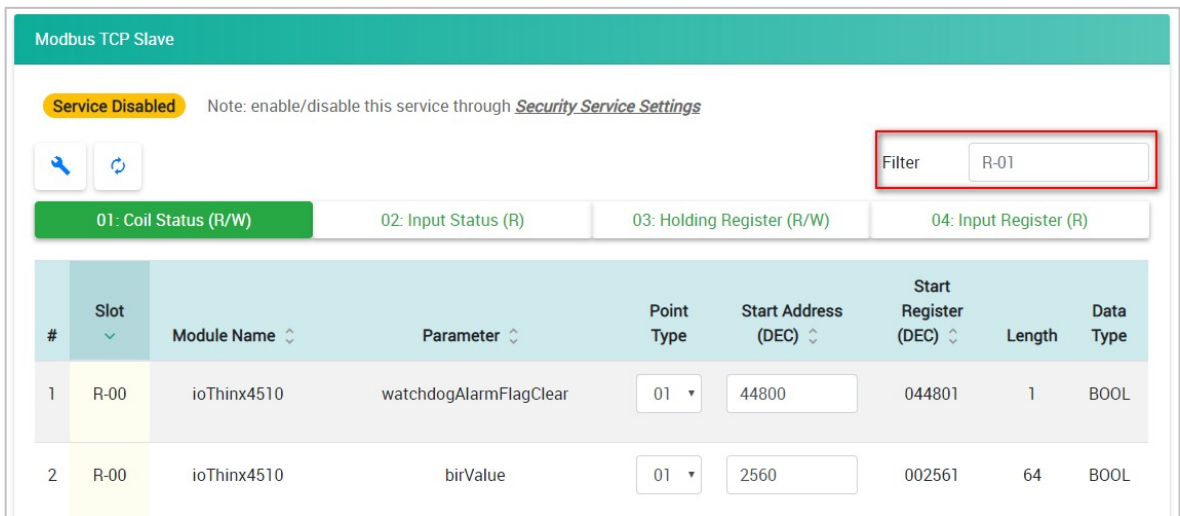 Modbus TCP Slave
Service Disabled Note: enable/disable this service through Security Service Settings
Filter R-01
01: Coil Status (R/W) 02: Input Status (R) 03: Holding Register (R/W) 04: Input Register (R)
# Slot Module Name Parameter Point Type Start Address (DEC) Start Register (DEC) Length Data Type
1 R-00 ioThinx4510 watchdogAlarmFlagClear 01 44800 044801 1 BOOL
2 R-00 ioThinx4510 birValue 01 2560 002561 64 BOOL